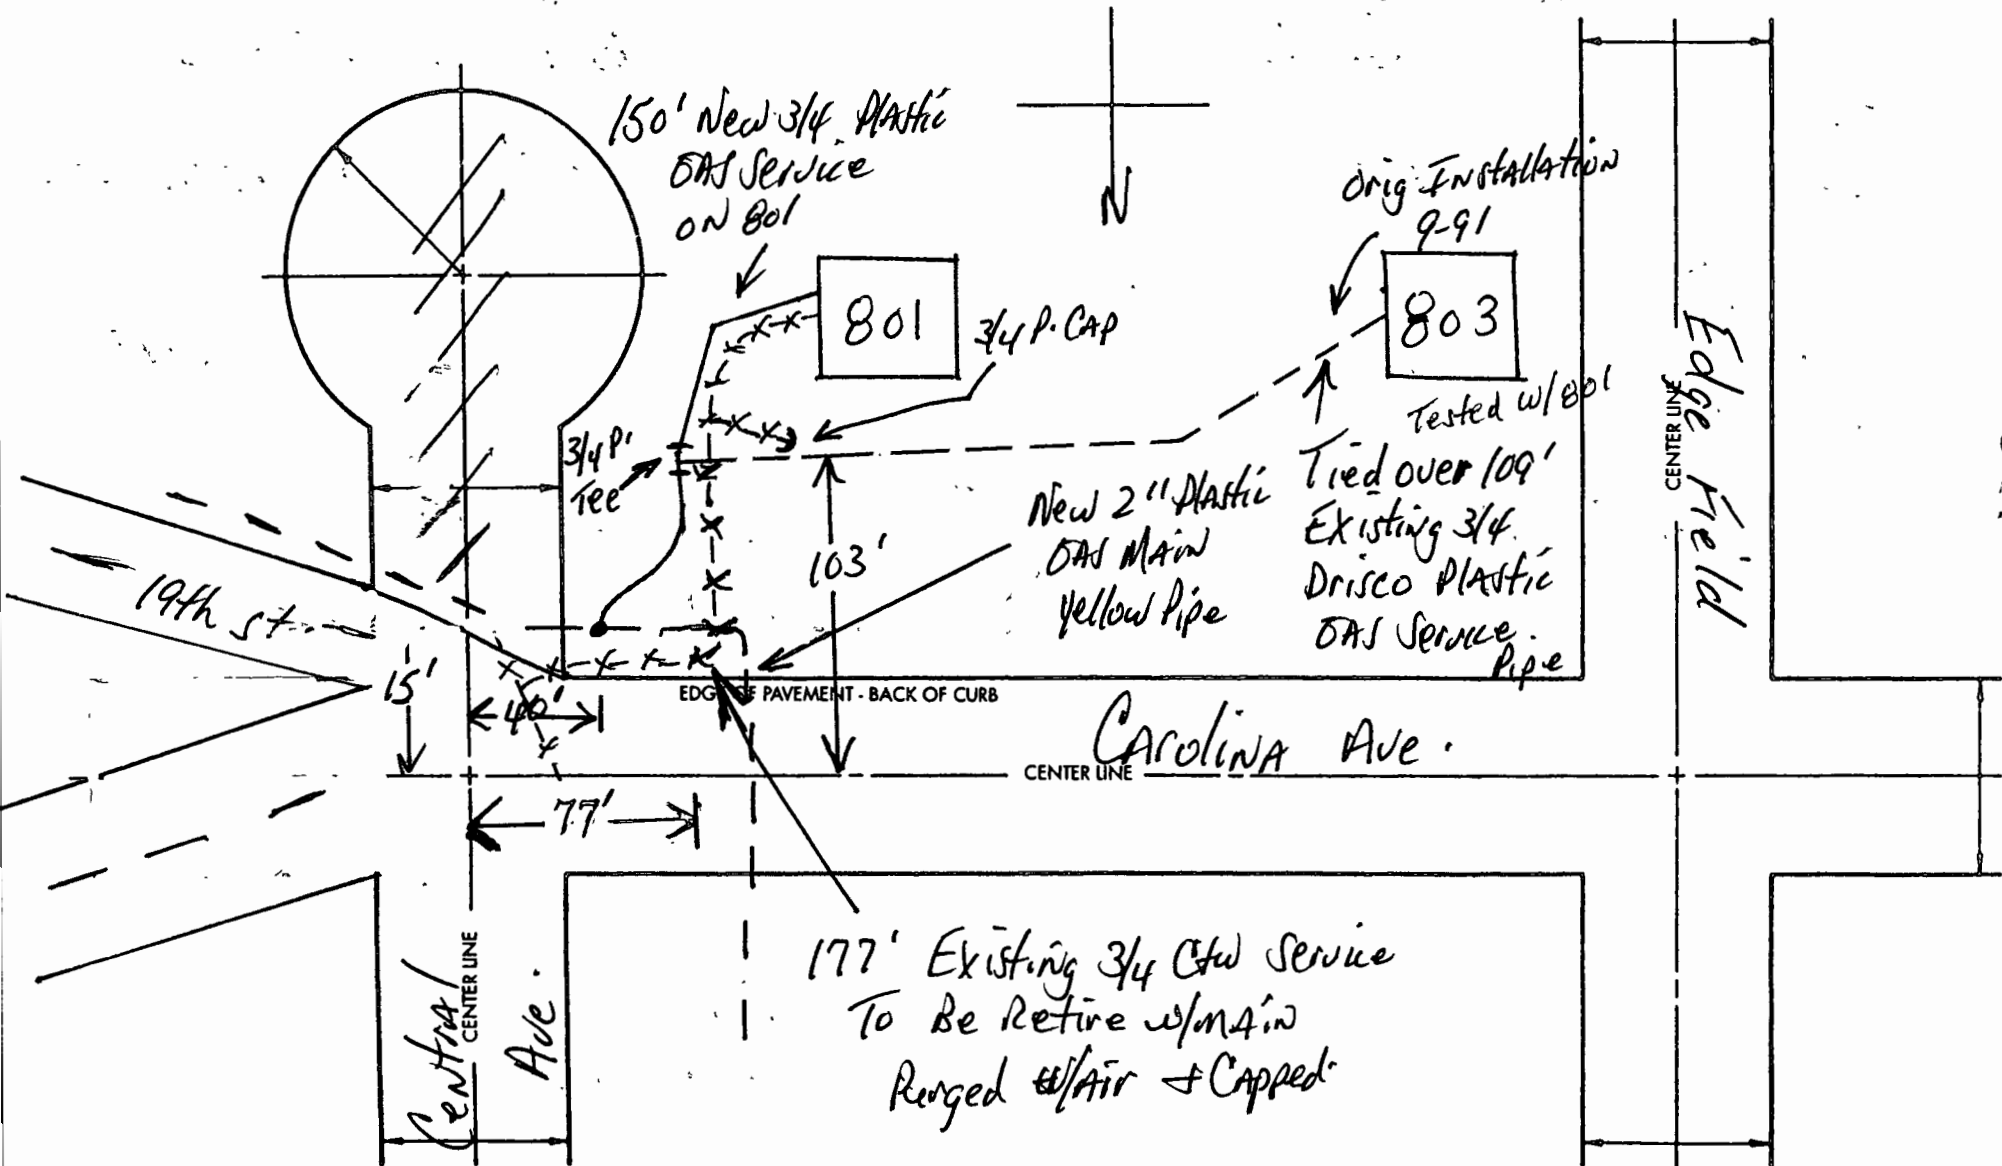 150' New 3/4 Plastic
GAS Service
ON 801
N
Orig Installation
9-91
801
3/4 P. CAP
803
Tested w/ 801
3/4 P.
Tee
Tied over 109'
Existing 3/4
Drisco Plastic
GAS Service
Pipe
New 2" Plastic
GAS MAIN
Yellow Pipe
103'
Edge Feild
CENTER LINE
19th st.
15'
40'
EDGE OF PAVEMENT - BACK OF CURB
CAROLINA Ave.
CENTER LINE
77'
177' Existing 3/4 Ctw Service
To Be Retire w/MAIN
Purged w/Air & Capped
Central
Ave.
CENTER LINE